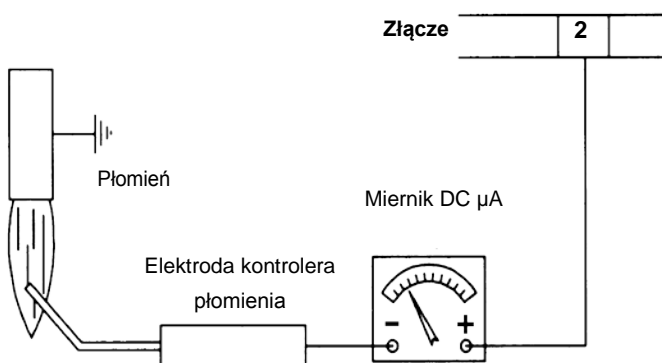 Złącze 2
Płomień
Miernik DC µA
Elektroda kontrolera
płomienia
- +